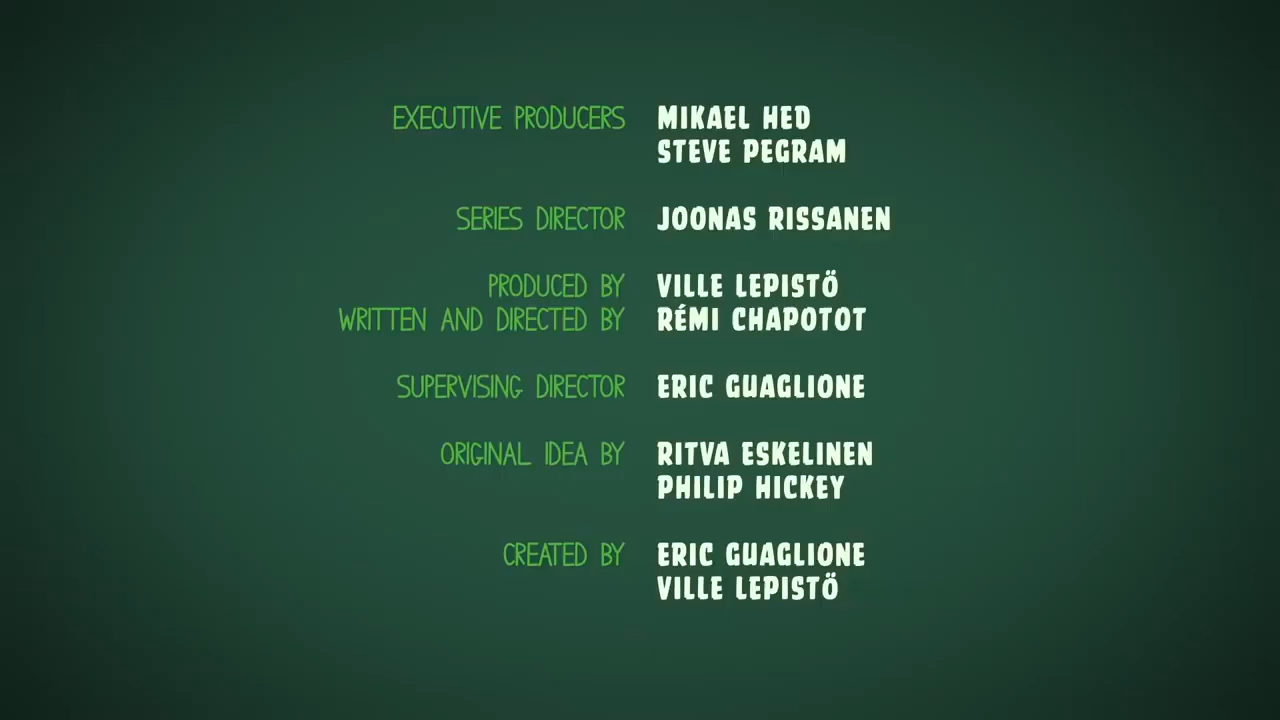 EXECUTIVE PRODUCERS MIKAEL HED
STEVE PEGRAM
SERIES DIRECTOR JOONAS RISSANEN
PRODUCED BY VILLE LEPISTÖ
WRITTEN AND DIRECTED BY RÉMI CHAPOTOT
SUPERVISING DIRECTOR ERIC GUAGLIONE
ORIGINAL IDEA BY RITVA ESKELINEN
PHILIP HICKEY
CREATED BY ERIC GUAGLIONE
VILLE LEPISTÖ